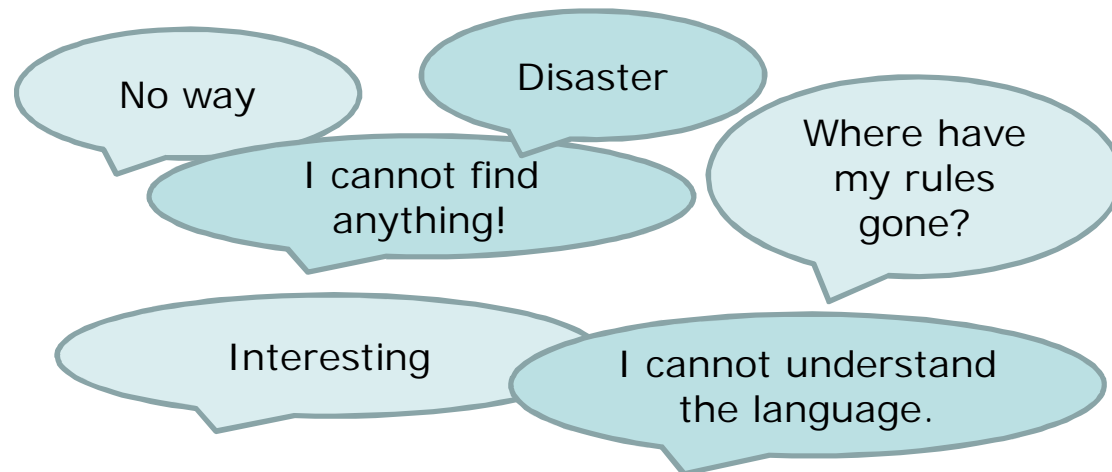 No way
Disaster
I cannot find
anything!
Where have
my rules
gone?
Interesting
I cannot understand
the language.